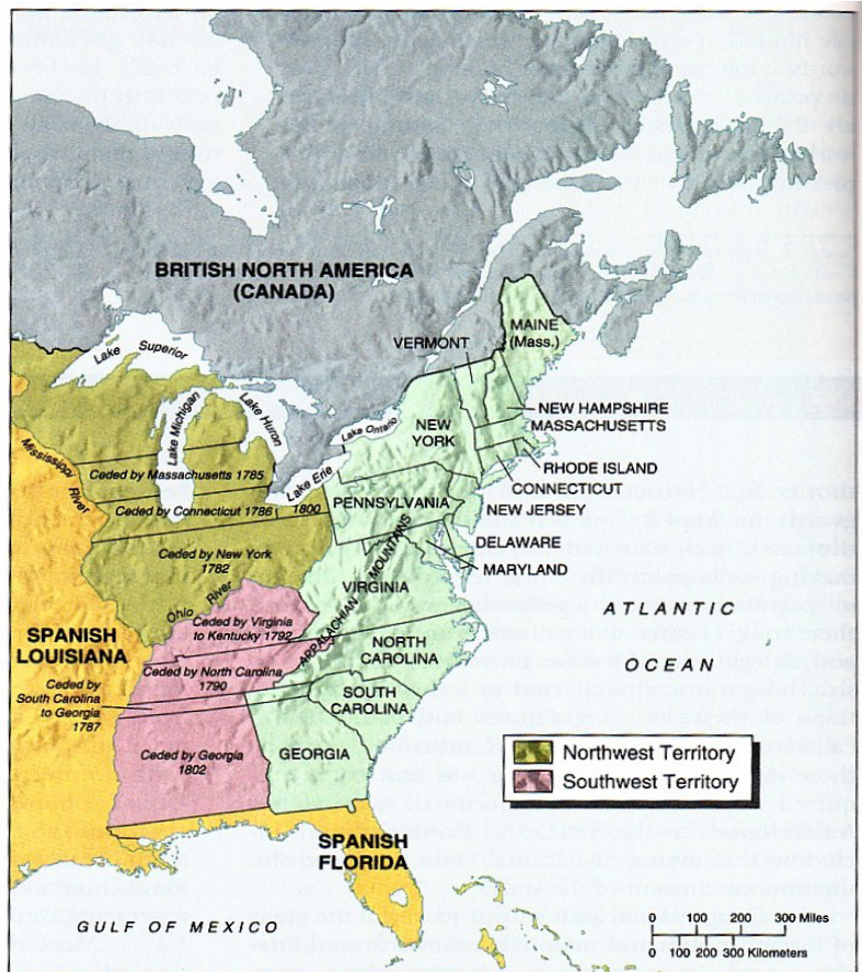 BRITISH NORTH AMERICA
(CANADA)
MAINE
(Mass.)
VERMONT
Lake Superior
Lake Michigan
Lake Huron
Lake Ontario
Lake Erie
NEW
YORK
NEW HAMPSHIRE
MASSACHUSETTS
RHODE ISLAND
CONNECTICUT
NEW JERSEY
PENNSYLVANIA
DELAWARE
MARYLAND
Mississippi
River
Ceded by Massachusetts 1785
Ceded by Connecticut 1786
1800
Ceded by New York
1782
Ohio River
APPALACHIAN MOUNTAINS
VIRGINIA
Ceded by Virginia
to Kentucky 1792
SPANISH
LOUISIANA
Ceded by North Carolina
1790
NORTH
CAROLINA
Ceded by
South Carolina
to Georgia
1787
SOUTH
CAROLINA
Ceded by Georgia
1802
GEORGIA
ATLANTIC
OCEAN
Northwest Territory
Southwest Territory
SPANISH
FLORIDA
GULF OF MEXICO
0 100 200 300 Miles
0 100 200 300 Kilometers